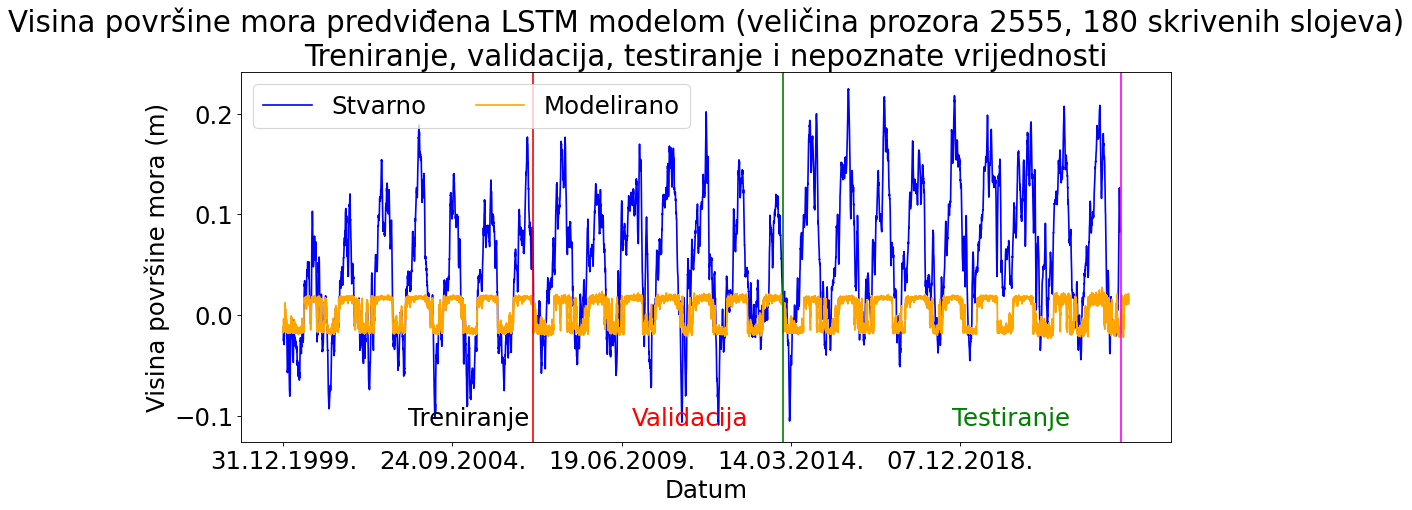 Visina površine mora predviđena LSTM modelom (veličina prozora 2555, 180 skrivenih slojeva)
Treniranje, validacija, testiranje i nepoznate vrijednosti
Stvarno Modelirano
Visina površine mora (m)
0.2
0.1
0.0
−0.1
Treniranje Validacija Testiranje
31.12.1999. 24.09.2004. 19.06.2009. 14.03.2014. 07.12.2018.
Datum